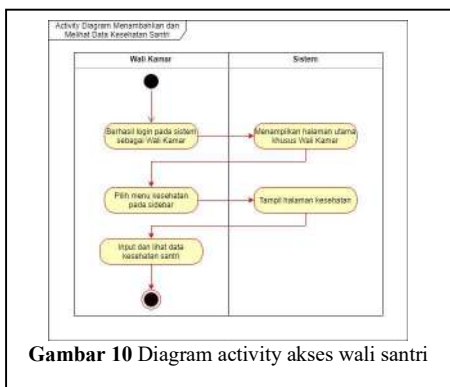 Activity Diagram Menambahkan dan
Melihat Data Kesehatan Santri
Wali Kamar
Sistem
Berhasil login pada sistem
sebagai Wali Kamar
Menampilkan halaman utama
khusus Wali Kamar
Pilih menu kesehatan
pada sidebar
Tampil halaman kesehatan
Input dan lihat data
kesehatan santri
Gambar 10 Diagram activity akses wali santri